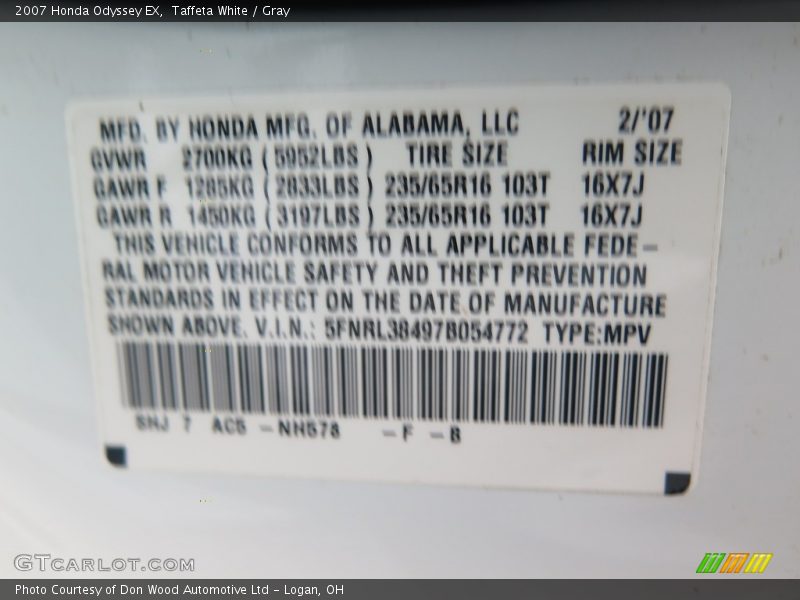 2007 Honda Odyssey EX, Taffeta White / Gray
MFD. BY HONDA MFG. OF ALABAMA, LLC 2/'07
GVWR 2700KG (5952LBS) TIRE SIZE RIM SIZE
GAWR F 1285KG (2833LBS) 235/65R16 103T 16X7J
GAWR R 1450KG (3197LBS) 235/65R16 103T 16X7J
THIS VEHICLE CONFORMS TO ALL APPLICABLE FEDE-
RAL MOTOR VEHICLE SAFETY AND THEFT PREVENTION
STANDARDS IN EFFECT ON THE DATE OF MANUFACTURE
SHOWN ABOVE. V.I.N.: 5FNRL38497B054772 TYPE:MPV
SHJ 7 AC5 -NH578 -F -B
GTCARLOT.COM
Photo Courtesy of Don Wood Automotive Ltd - Logan, OH